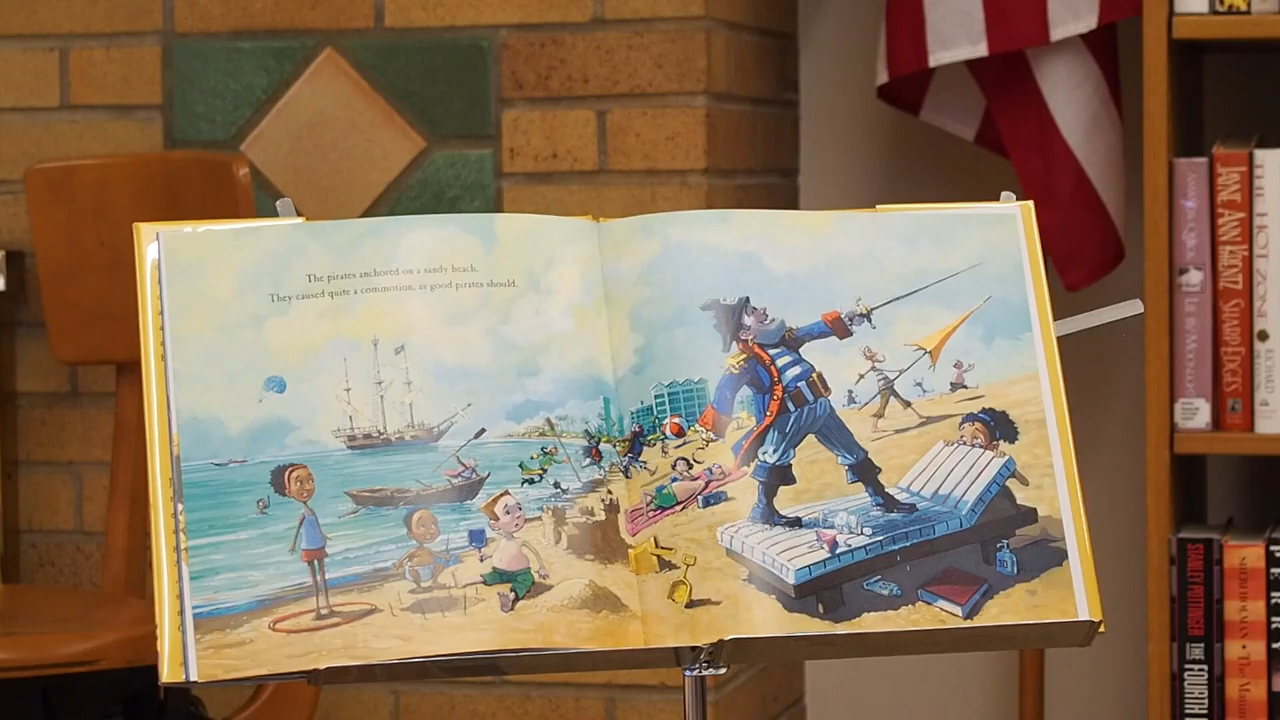 The pirates anchored on a sandy beach.
They caused quite a commotion, as good pirates should.
JAYNE ANN KRENTZ SHARP EDGES
THE HOT ZONE RICHARD
STANLEY POTTINGER THE FOURTH